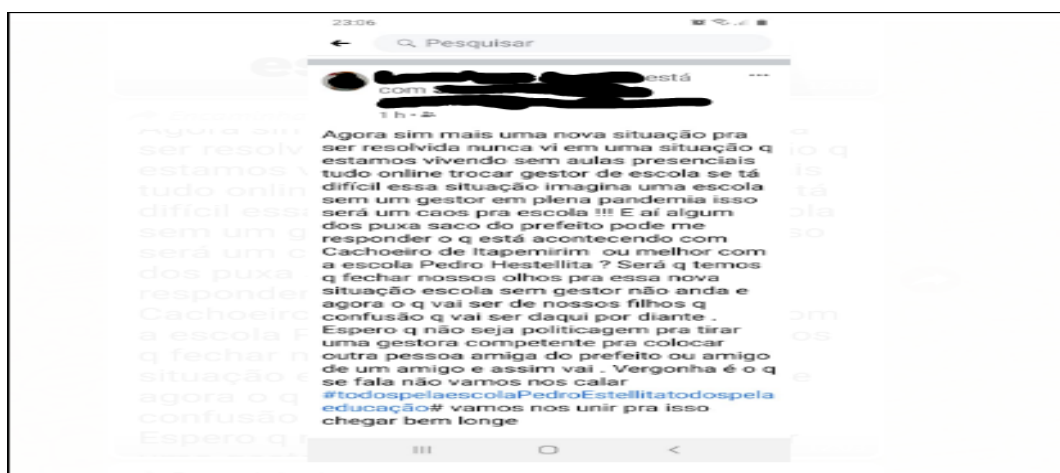 23:06
Pesquisar
está
com
1 h
Agora sim mais uma nova situação pra
ser resolvida nunca vi em uma situação q
estamos vivendo sem aulas presenciais
tudo online trocar gestor de escola se tá
difícil essa situação imagina uma escola
sem um gestor em plena pandemia isso
será um caos pra escola !!! E aí algum
dos puxa saco do prefeito pode me
responder o q está acontecendo com
Cachoeiro de Itapemirim ou melhor com
a escola Pedro Hestellita ? Será q temos
q fechar nossos olhos pra essa nova
situação escola sem gestor não anda e
agora o q vai ser de nossos filhos q
confusão q vai ser daqui por diante .
Espero q não seja politicagem pra tirar
uma gestora competente pra colocar
outra pessoa amiga do prefeito ou amigo
de um amigo e assim vai . Vergonha é o q
se fala não vamos nos calar
#todospelaescolaPedroEstellitatodospela
educação# vamos nos unir pra isso
chegar bem longe